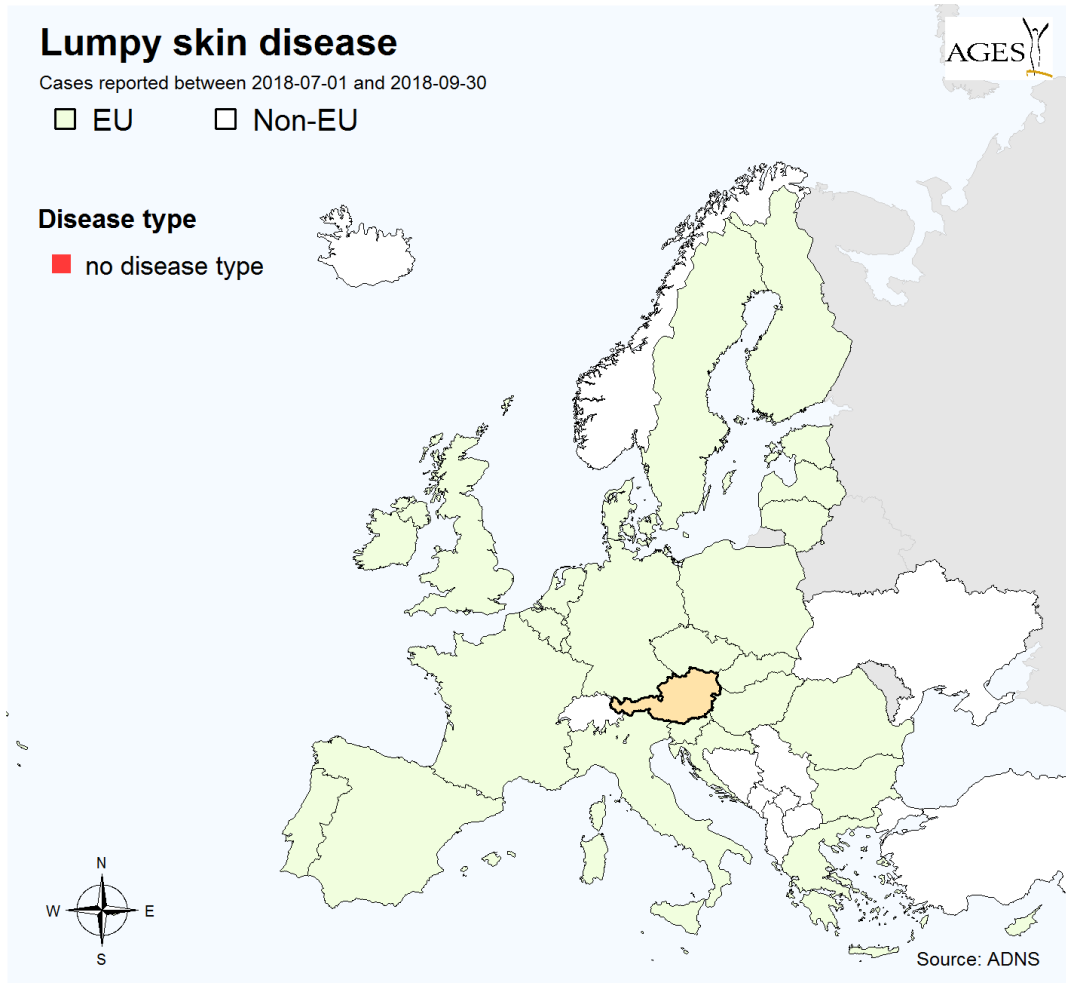 Lumpy skin disease
Cases reported between 2018-07-01 and 2018-09-30
EU Non-EU
AGES
Disease type
no disease type
N
W E
S
Source: ADNS